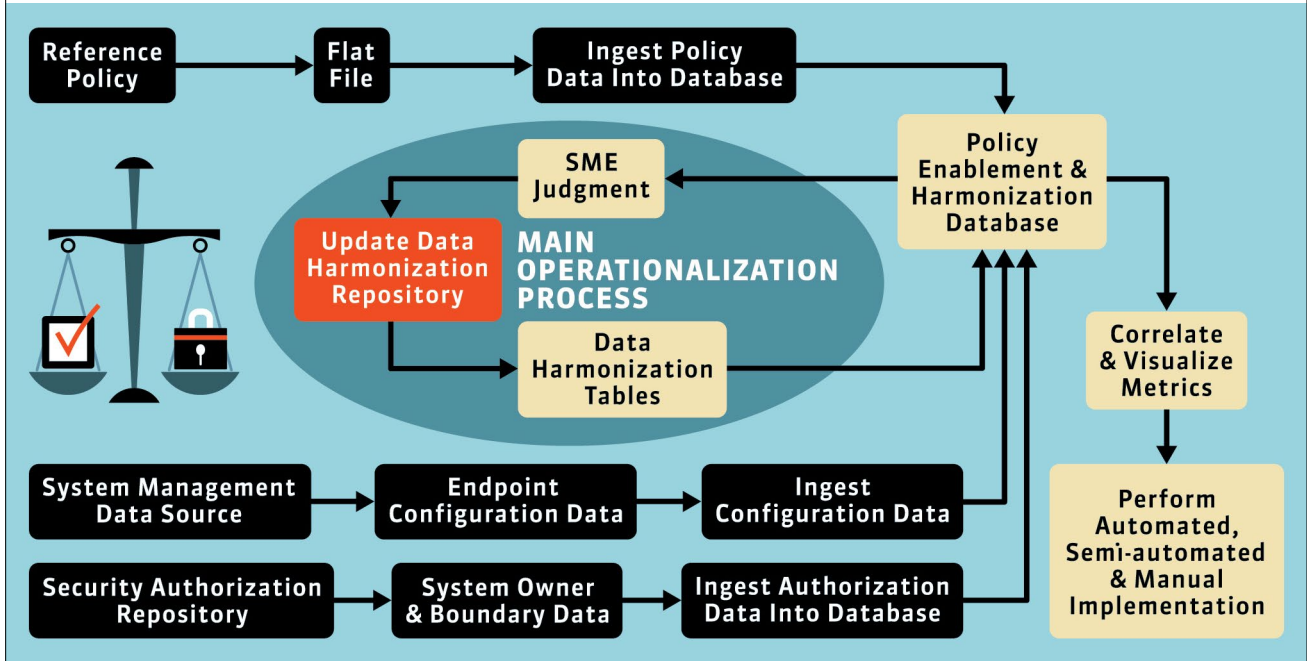 Reference
Policy
Flat
File
Ingest Policy
Data Into Database
Policy
Enablement &
Harmonization
Database
SME
Judgment
Update Data
Harmonization
Repository
MAIN
OPERATIONALIZATION
PROCESS
Data
Harmonization
Tables
Correlate
& Visualize
Metrics
System Management
Data Source
Endpoint
Configuration Data
Ingest
Configuration Data
Perform
Automated,
Semi-automated
& Manual
Implementation
Security Authorization
Repository
System Owner
& Boundary Data
Ingest Authorization
Data Into Database